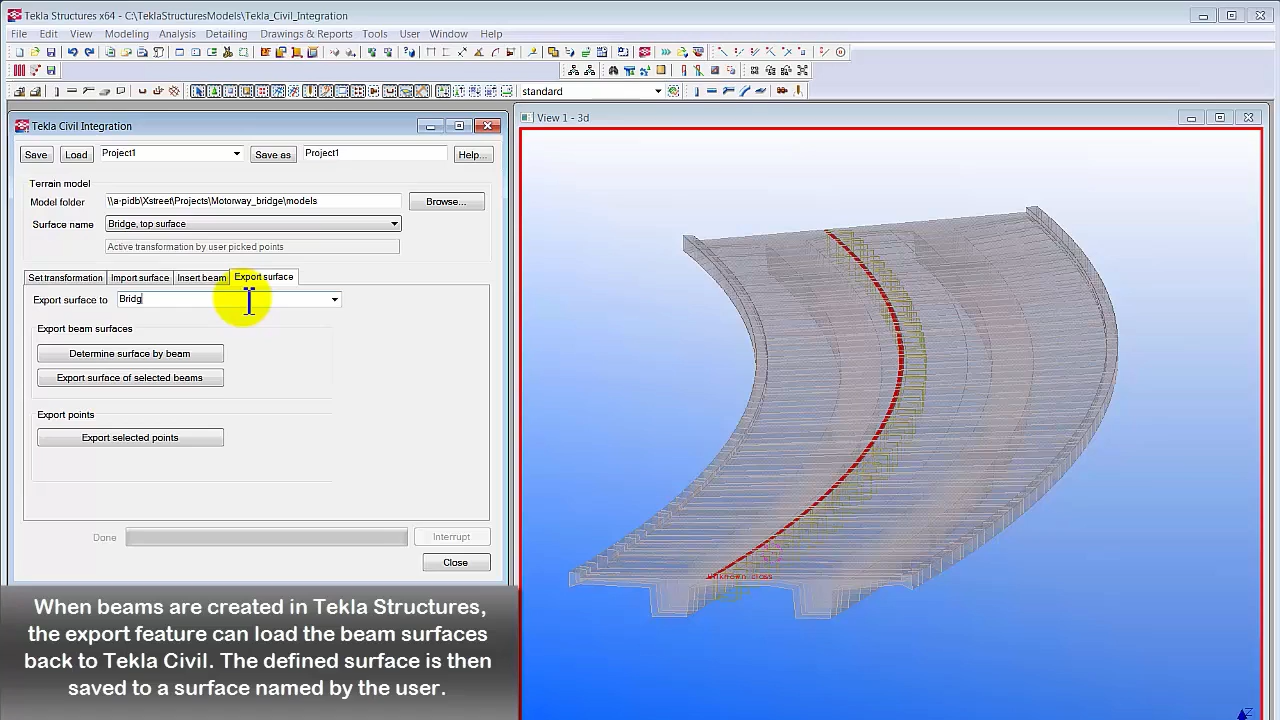 Tekla Structures x64 - C:\TeklaStructuresModels\Tekla_Civil_Integration
File Edit View Modeling Analysis Detailing Drawings & Reports Tools User Window Help
standard
Tekla Civil Integration
Save Load Project1 Save as Project1 Help...
Terrain model
Model folder \\a-pidb\Xstreet\Projects\Motorway_bridge\models Browse...
Surface name Bridge, top surface
Active transformation by user picked points
Set transformation Import surface Insert beam Export surface
Export surface to Bridg
Export beam surfaces
Determine surface by beam
Export surface of selected beams
Export points
Export selected points
Done Interrupt
Close
View 1 - 3d
Unknown class
When beams are created in Tekla Structures,
the export feature can load the beam surfaces
back to Tekla Civil. The defined surface is then
saved to a surface named by the user.